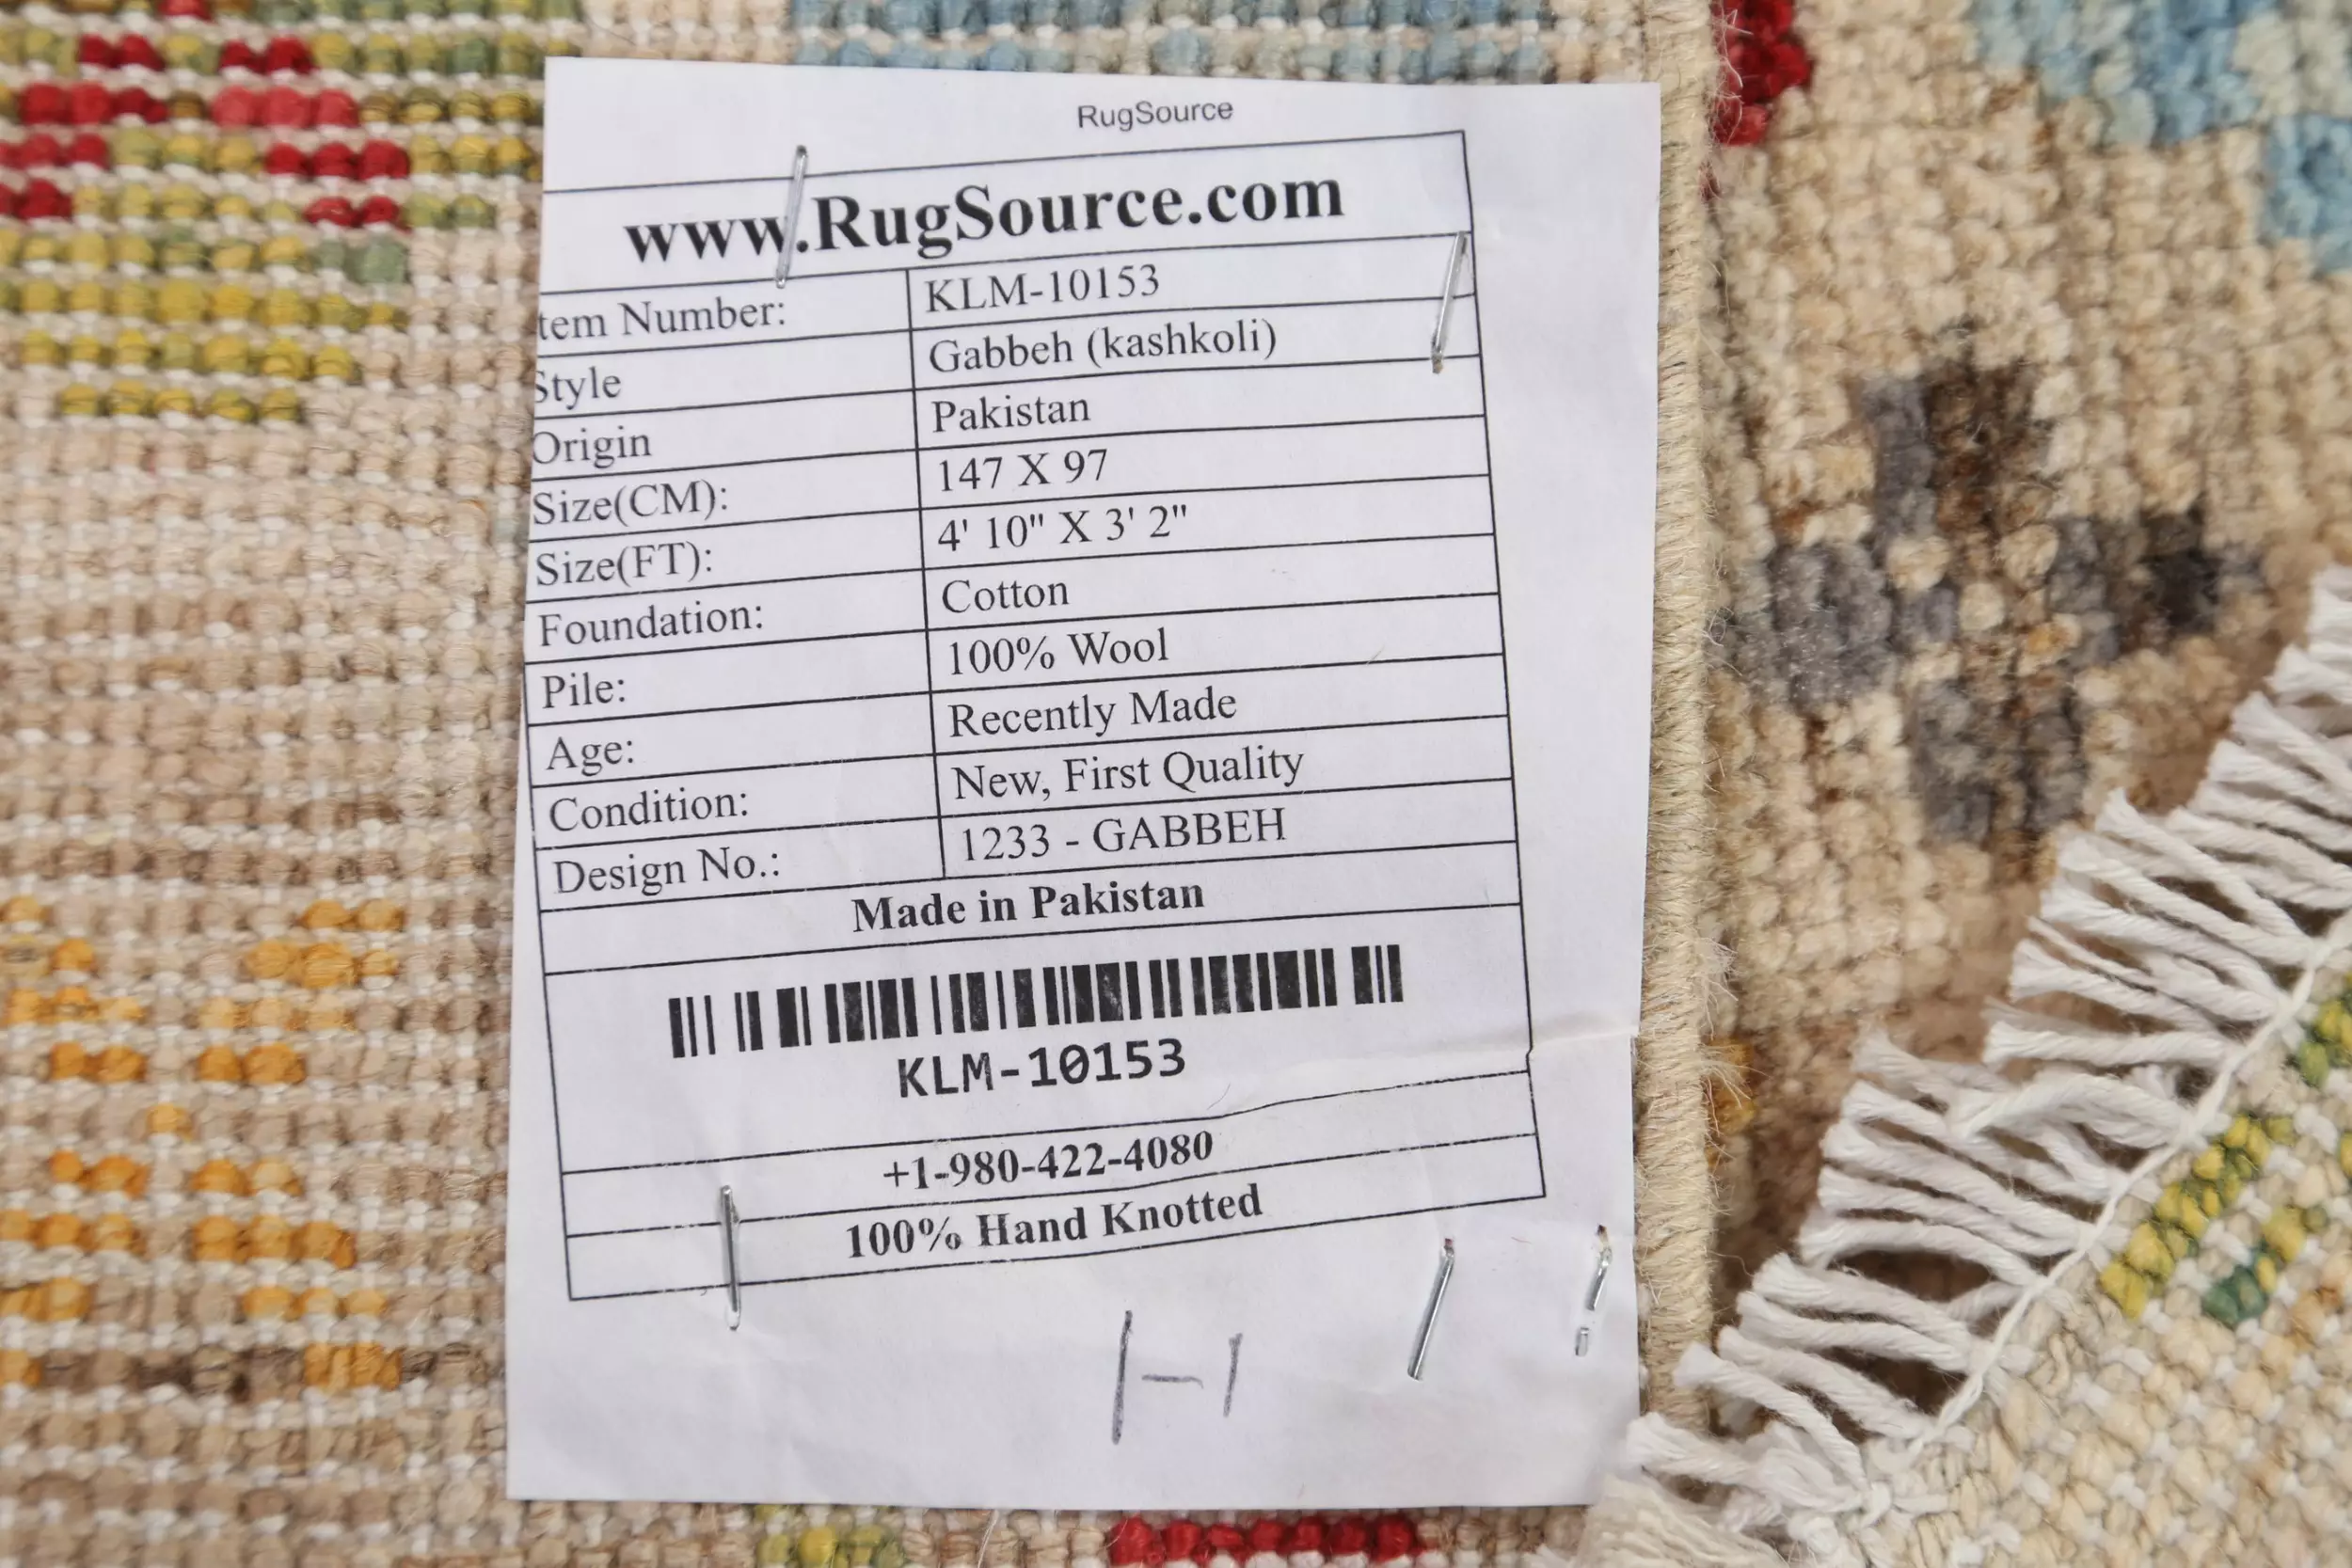 RugSource
www.RugSource.com
tem Number: KLM-10153
Style Gabbeh (kashkoli)
Origin Pakistan
Size(CM): 147 X 97
Size(FT): 4' 10" X 3' 2"
Foundation: Cotton
Pile: 100% Wool
Age: Recently Made
Condition: New, First Quality
Design No.: 1233 - GABBEH
Made in Pakistan
KLM-10153
+1-980-422-4080
100% Hand Knotted
1-1